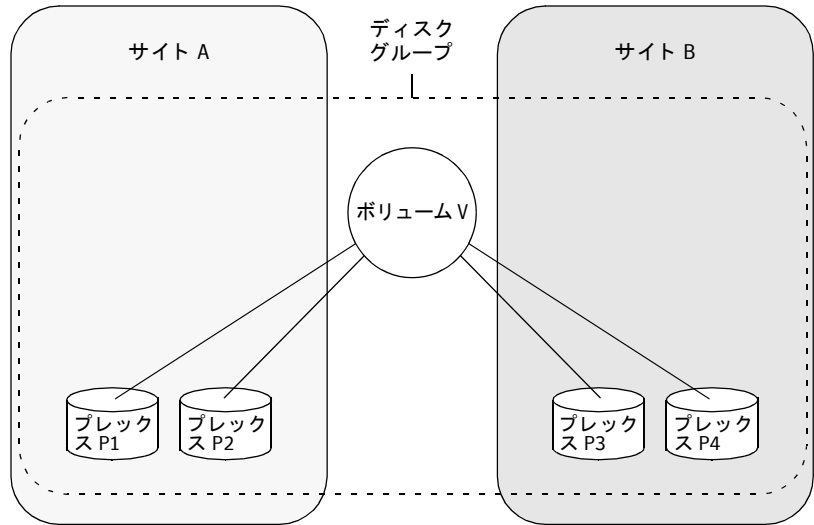 サイト A
ディスク
グループ
サイト B
ボリューム V
プレック
ス P1
プレック
ス P2
プレック
ス P3
プレック
ス P4